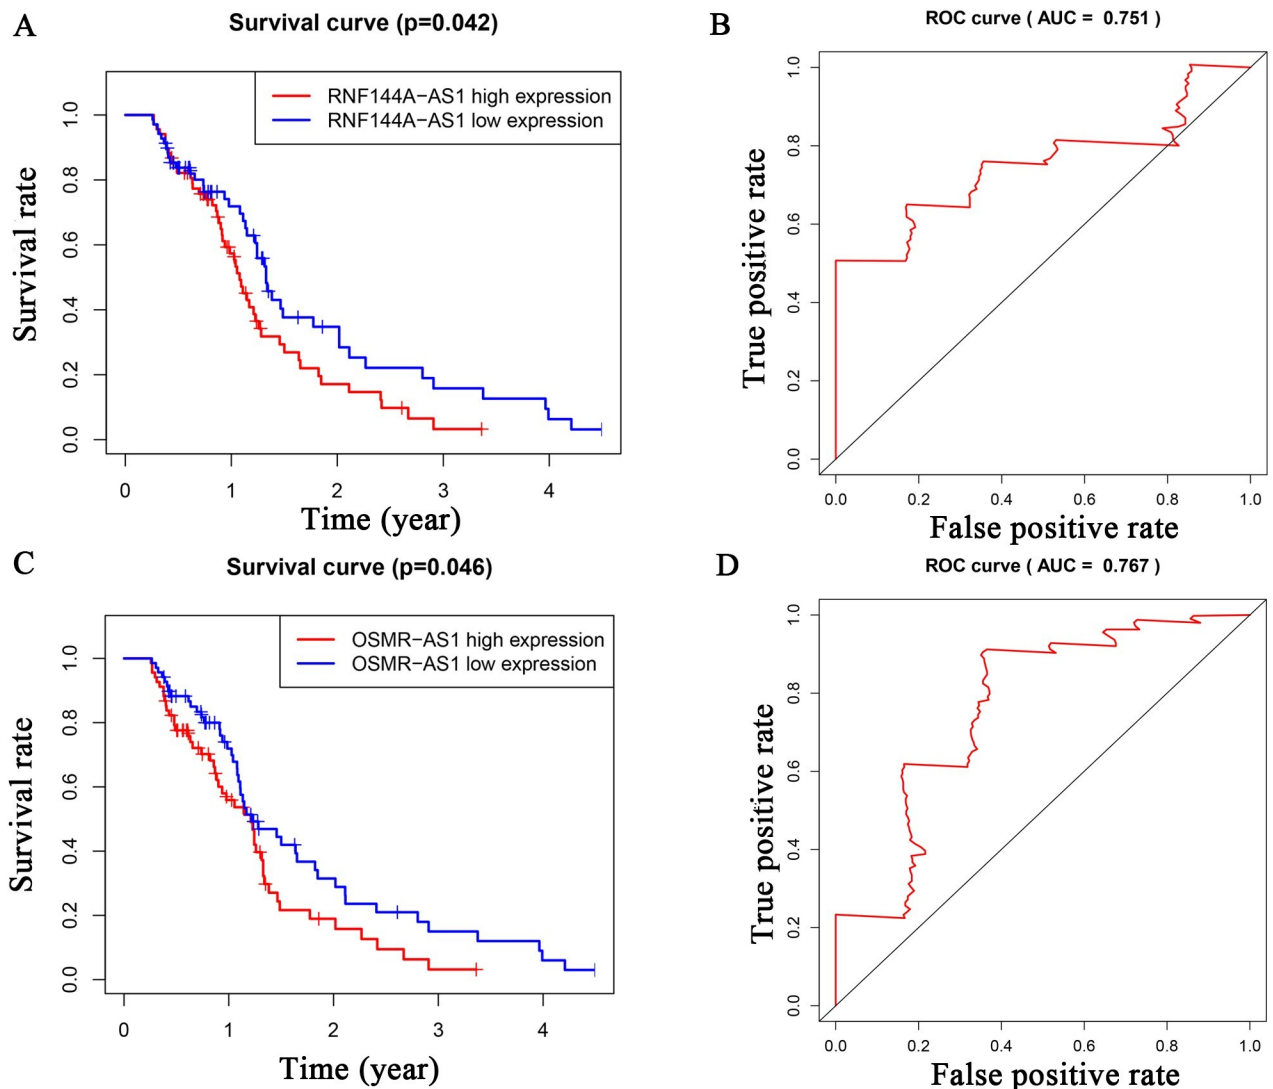 A
Survival curve (p=0.042)
RNF144A−AS1 high expression
RNF144A−AS1 low expression
Survival rate
0.0 0.2 0.4 0.6 0.8 1.0
0 1 2 3 4
Time (year)
B
ROC curve ( AUC = 0.751 )
True positive rate
0.0 0.2 0.4 0.6 0.8 1.0
0.0 0.2 0.4 0.6 0.8 1.0
False positive rate
C
Survival curve (p=0.046)
OSMR−AS1 high expression
OSMR−AS1 low expression
Survival rate
0.0 0.2 0.4 0.6 0.8 1.0
0 1 2 3 4
Time (year)
D
ROC curve ( AUC = 0.767 )
True positive rate
0.0 0.2 0.4 0.6 0.8 1.0
0.0 0.2 0.4 0.6 0.8 1.0
False positive rate